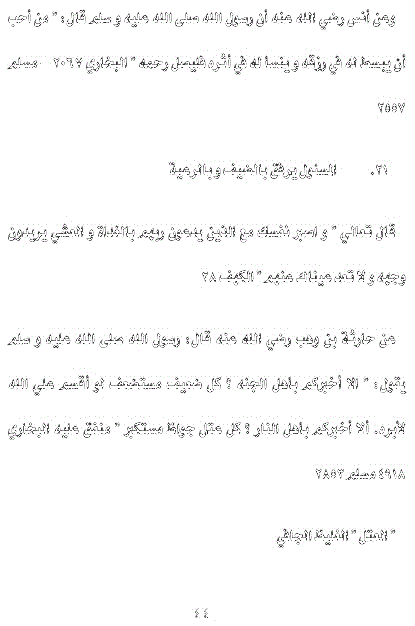 وعن أنس رضي الله عنه أن رسول الله صلى الله عليه و سلم قال : " من أحب
أن يبسط له في رزقه و ينسأ له في أثره فليصل رحمه " البخاري ٢٠٦٧ – مسلم
٢٥٥٧
٢١. المسئول يرفق بالضيف و بالرعية
قال تعالي " و اصبر نفسك مع الذين يدعون ربهم بالغداة و العشي يريدون
وجهه و لا تعد عيناك عنهم " الكهف ٢٨
عن حارثة بن وهب رضي الله عنه قال : رسول الله صلى الله عليه و سلم
يقول : " ألا أخبركم بأهل الجنه ؟ كل ضعيف مستضعف لو أقسم علي الله
لأبره. ألا أخبركم بأهل النار ؟ كل عتل جواظ مستكبر " متفق عليه البخاري
٤٩١٨ مسلم ٢٨٥٣
" العتل " الغليظ الجافي
٤٤